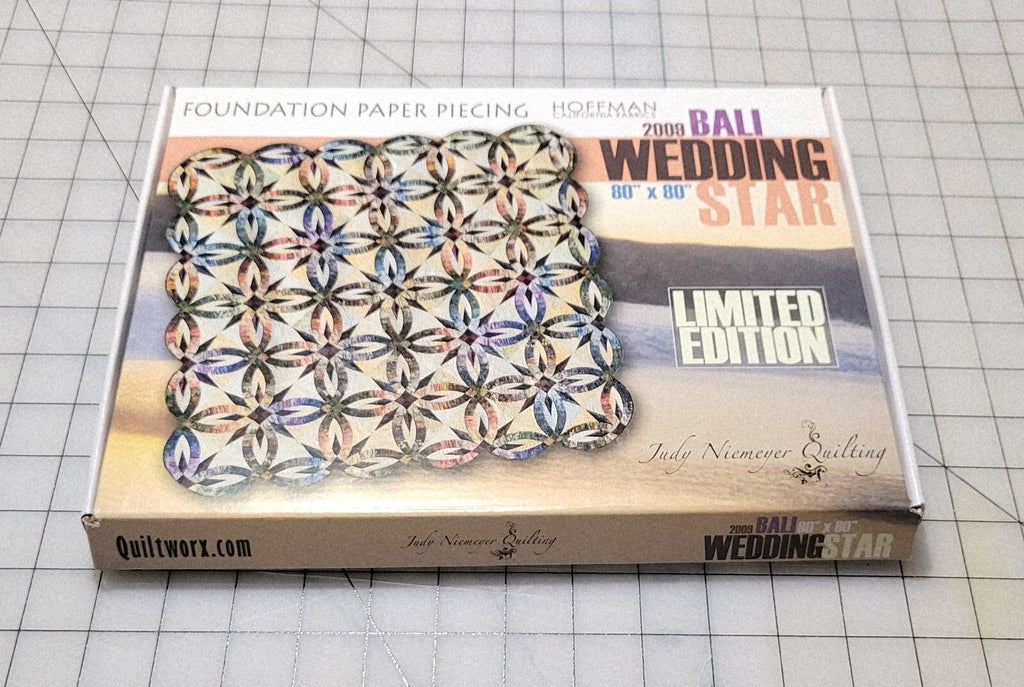 FOUNDATION PAPER PIECING
HOFFMAN
CALIFORNIA FABRICS
2009 BALI
WEDDING
80" x 80" STAR
LIMITED
EDITION
Judy Niemeyer Quilting
Quiltworx.com
Judy Niemeyer Quilting
2009 BALI 80" x 80"
WEDDING STAR